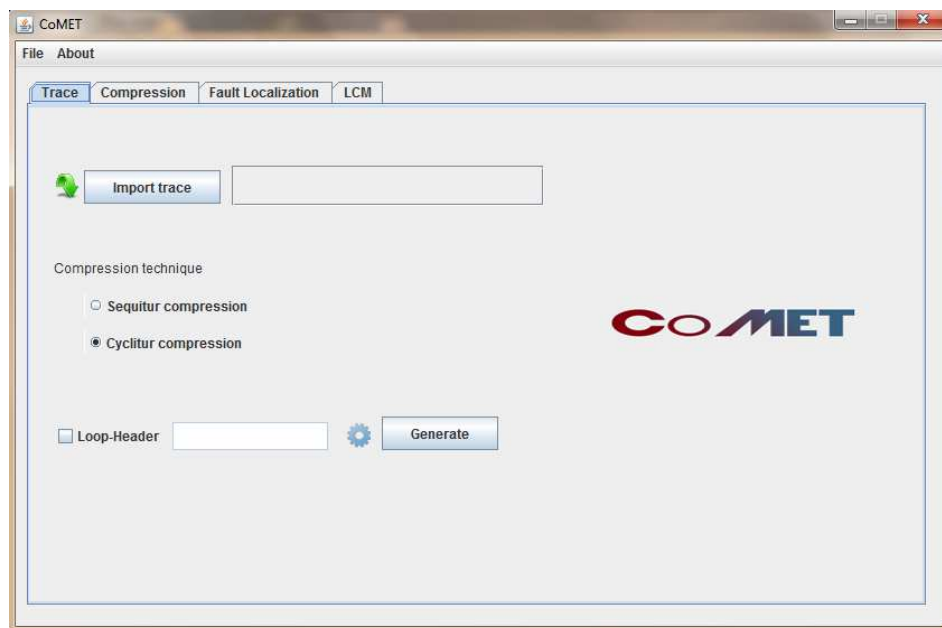 CoMET
File About
Trace Compression Fault Localization LCM
Import trace
Compression technique
Sequitur compression
CoMET
Cyclitur compression
Loop-Header Generate